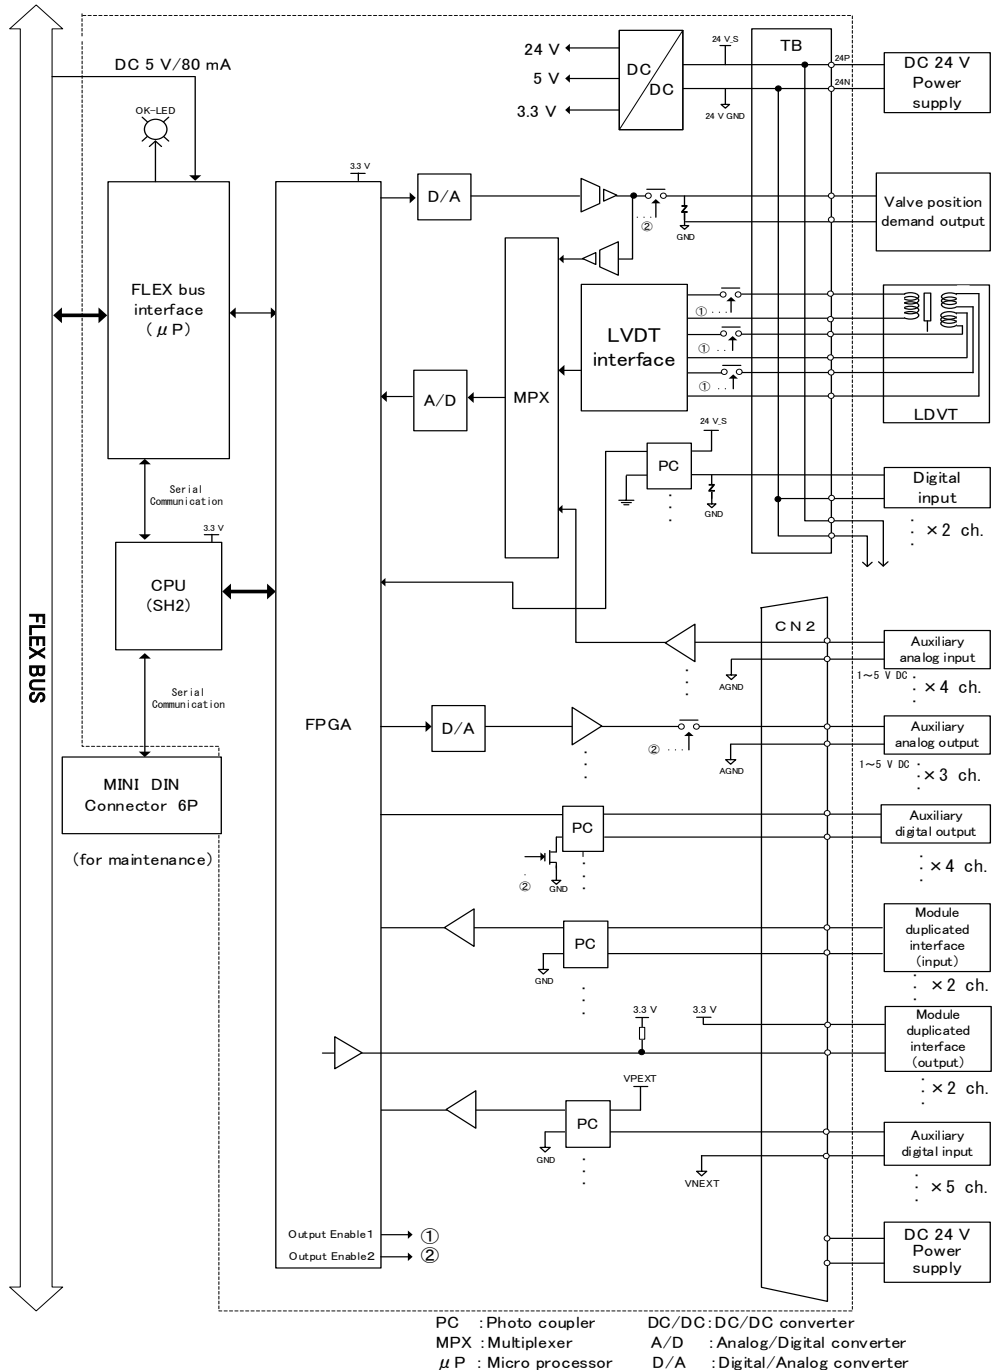 DC 5 V/80 mA
OK-LED
24 V
5 V
3.3 V
DC
DC
24 V_S
24 V GND
TB
24P
24N
DC 24 V
Power
supply
3.3 V
D/A
②
GND
Valve position
demand output
FLEX bus
interface
(μP)
MPX
LVDT
interface
①
①
①
LDVT
A/D
24 V_S
PC
GND
Digital
input
×2 ch.
Serial
Communication
3.3 V
CPU
(SH2)
FLEX BUS
CN2
Auxiliary
analog input
AGND
1～5 V DC
×4 ch.
Serial
Communication
FPGA
D/A
②
AGND
Auxiliary
analog output
1～5 V DC
×3 ch.
MINI DIN
Connector 6P
(for maintenance)
PC
②
GND
Auxiliary
digital output
×4 ch.
PC
GND
Module
duplicated
interface
(input)
×2 ch.
3.3 V
3.3 V
Module
duplicated
interface
(output)
×2 ch.
VPEXT
PC
GND
VNEXT
Auxiliary
digital input
×5 ch.
Output Enable1
①
Output Enable2
②
DC 24 V
Power
supply
PC :Photo coupler DC/DC:DC/DC converter
MPX :Multiplexer A/D :Analog/Digital converter
μP :Micro processor D/A :Digital/Analog converter